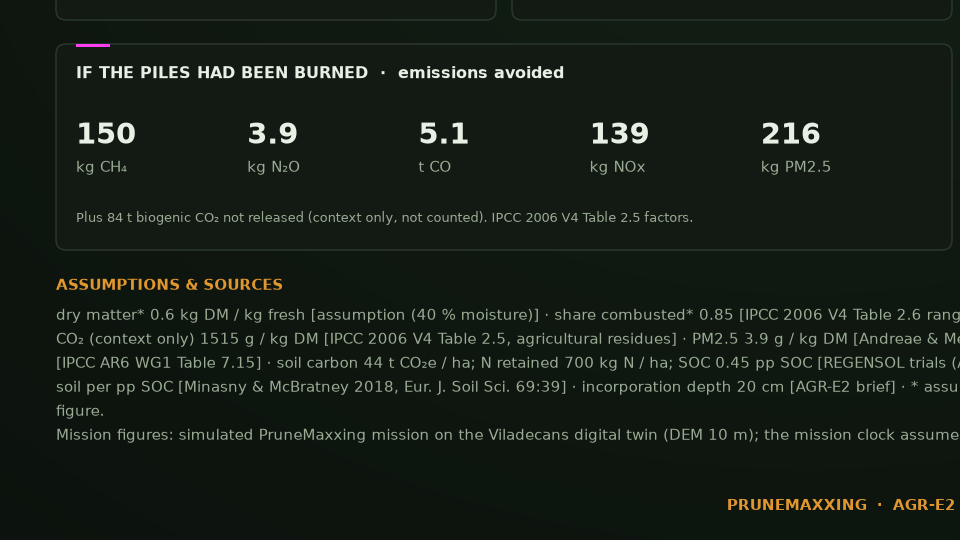 IF THE PILES HAD BEEN BURNED · emissions avoided
150 3.9 5.1 139 216
kg CH₄ kg N₂O t CO kg NOx kg PM2.5
Plus 84 t biogenic CO₂ not released (context only, not counted). IPCC 2006 V4 Table 2.5 factors.
ASSUMPTIONS & SOURCES
dry matter* 0.6 kg DM / kg fresh [assumption (40 % moisture)] · share combusted* 0.85 [IPCC 2006 V4 Table 2.6 rang
CO₂ (context only) 1515 g / kg DM [IPCC 2006 V4 Table 2.5, agricultural residues] · PM2.5 3.9 g / kg DM [Andreae & Me
[IPCC AR6 WG1 Table 7.15] · soil carbon 44 t CO₂e / ha; N retained 700 kg N / ha; SOC 0.45 pp SOC [REGENSOL trials (
soil per pp SOC [Minasny & McBratney 2018, Eur. J. Soil Sci. 69:39] · incorporation depth 20 cm [AGR-E2 brief] · * assu
figure.
Mission figures: simulated PruneMaxxing mission on the Viladecans digital twin (DEM 10 m); the mission clock assume
PRUNEMAXXING · AGR-E2